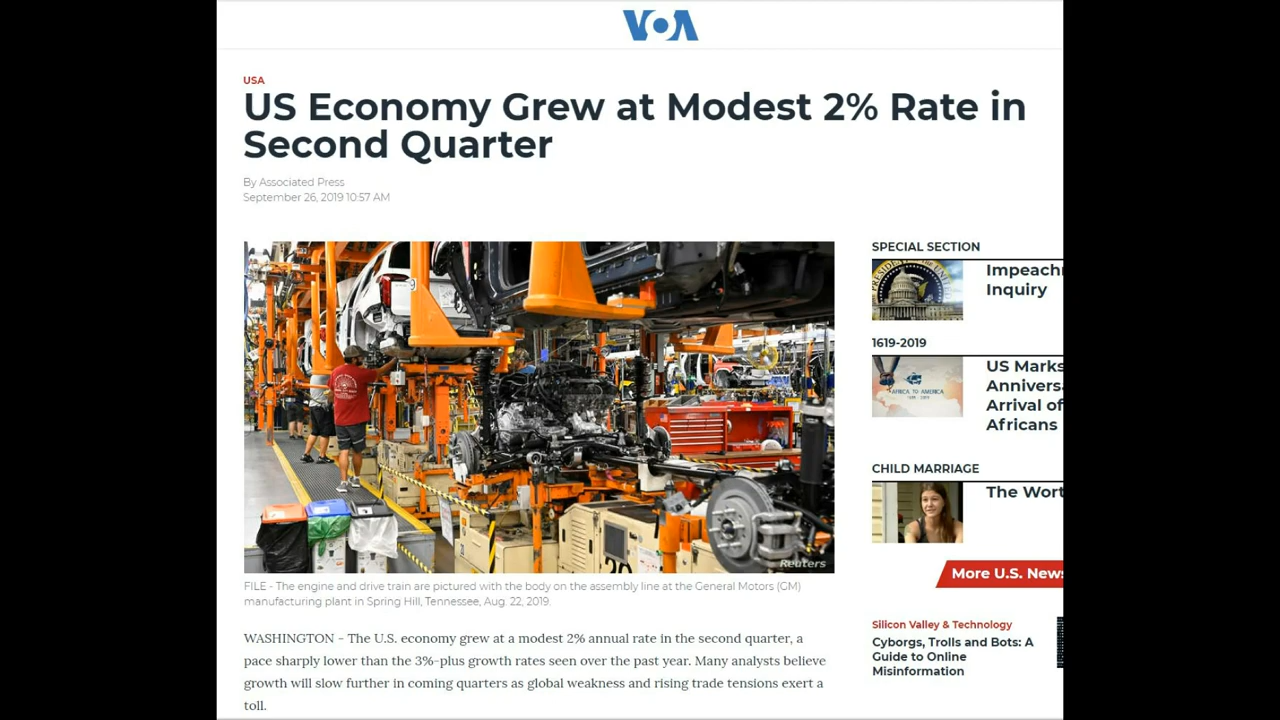 VOA
USA
US Economy Grew at Modest 2% Rate in
Second Quarter
By Associated Press
September 26, 2019 10:57 AM
Reuters
FILE - The engine and drive train are pictured with the body on the assembly line at the General Motors (GM)
manufacturing plant in Spring Hill, Tennessee, Aug. 22, 2019.
WASHINGTON - The U.S. economy grew at a modest 2% annual rate in the second quarter, a
pace sharply lower than the 3%-plus growth rates seen over the past year. Many analysts believe
growth will slow further in coming quarters as global weakness and rising trade tensions exert a
toll.
SPECIAL SECTION
Impeachm
Inquiry
1619-2019
AFRICA TO AMERICA
US Marks
Annivers
Arrival of
Africans
CHILD MARRIAGE
The Wort
More U.S. News
Silicon Valley & Technology
Cyborgs, Trolls and Bots: A
Guide to Online
Misinformation